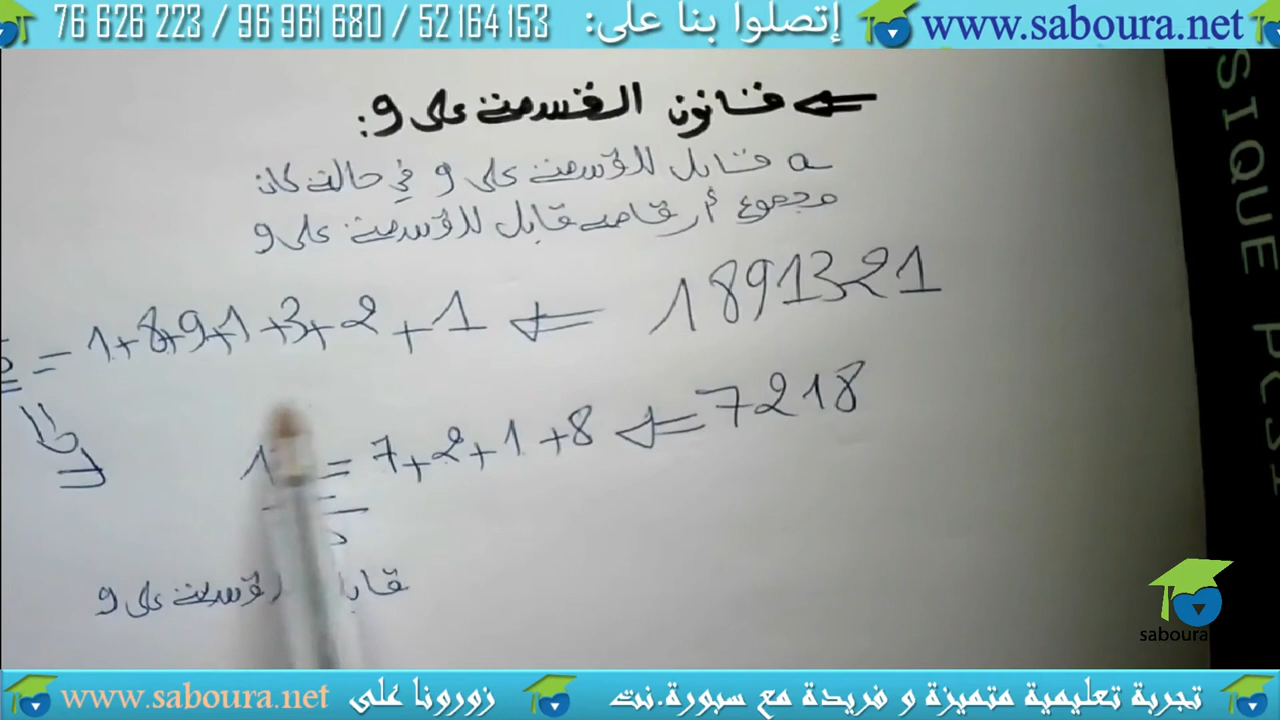 76 626 223 / 96 961 680 / 52 164 153 إتصلوا بنا على: www.saboura.net
⇐ قانون القسمة على 9:
a قابل للقسمة على 9 في حالة كان
مجموع أرقامه قابل للقسمة على 9
= 1+8+9+1+3+2+1 ⇐ 1891321
= 7+2+1+8 ⇐ 7218
على 9
SIQUE
saboura
تجربة تعليمية متميزة و فريدة مع سبورة.نت زورونا على www.saboura.net